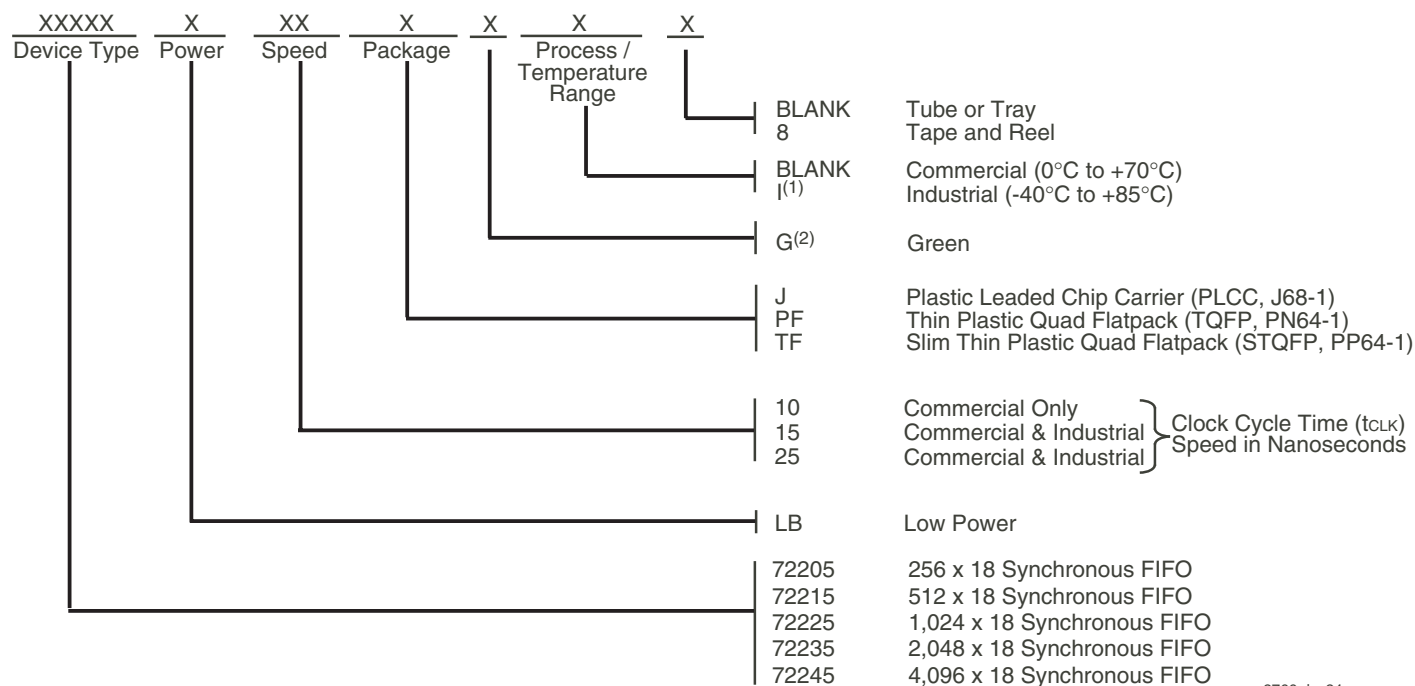 XXXXX X XX X X X X
Device Type Power Speed Package Process /
Temperature
Range
BLANK Tube or Tray
8 Tape and Reel
BLANK Commercial (0°C to +70°C)
I(1) Industrial (-40°C to +85°C)
G(2) Green
J Plastic Leaded Chip Carrier (PLCC, J68-1)
PF Thin Plastic Quad Flatpack (TQFP, PN64-1)
TF Slim Thin Plastic Quad Flatpack (STQFP, PP64-1)
10 Commercial Only
15 Commercial & Industrial Clock Cycle Time (tCLK)
25 Commercial & Industrial Speed in Nanoseconds
LB Low Power
72205 256 x 18 Synchronous FIFO
72215 512 x 18 Synchronous FIFO
72225 1,024 x 18 Synchronous FIFO
72235 2,048 x 18 Synchronous FIFO
72245 4,096 x 18 Synchronous FIFO